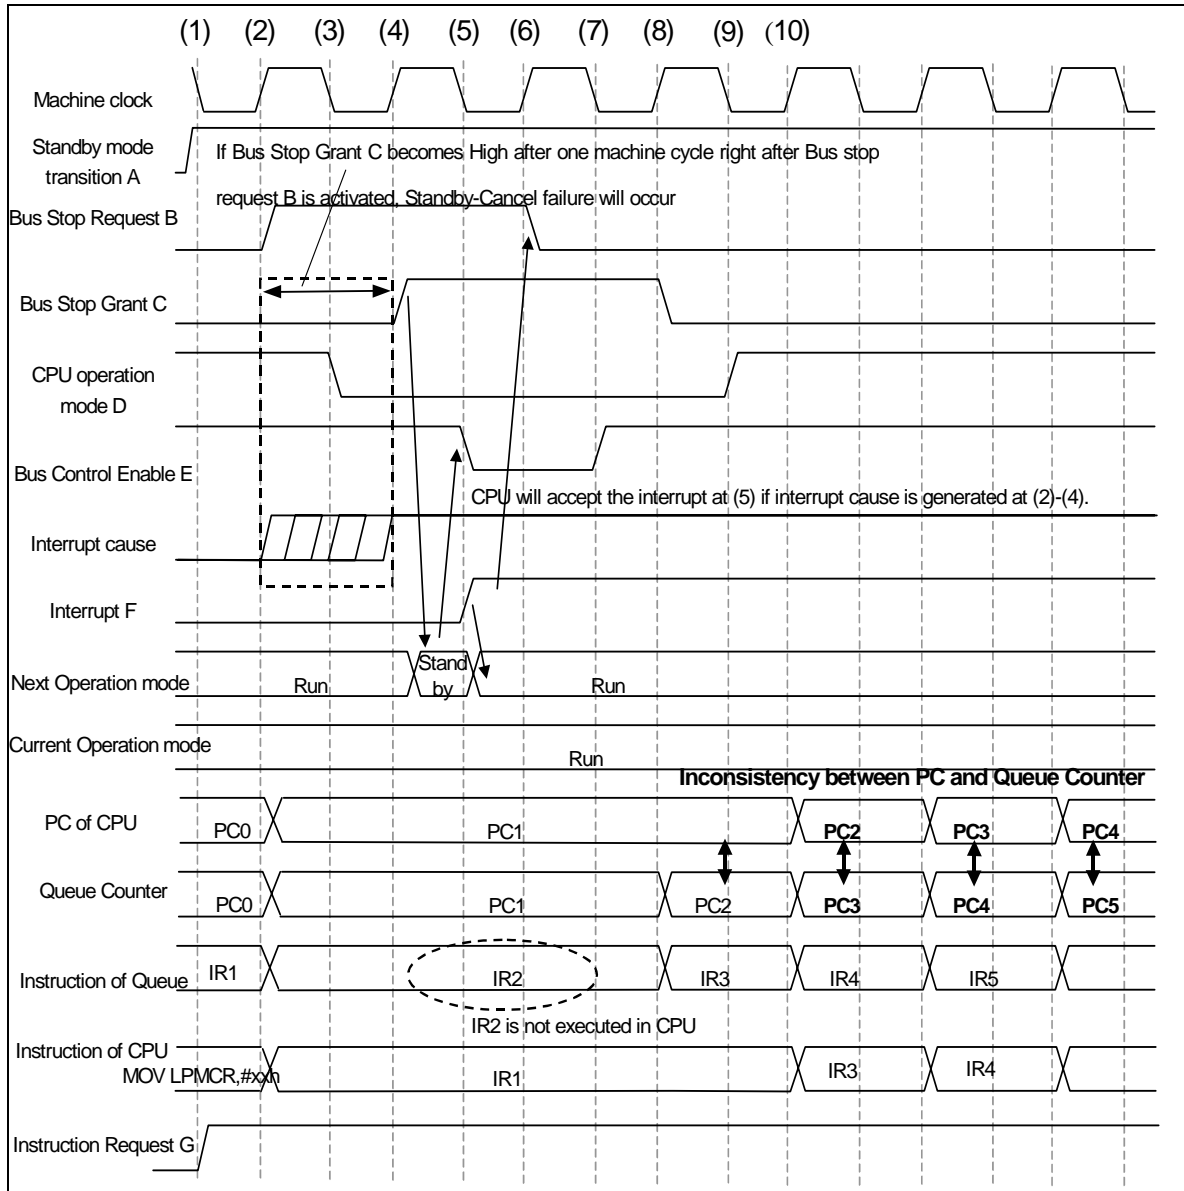 (1) (2) (3) (4) (5) (6) (7) (8) (9) (10)
Machine clock
Standby mode
transition A
If Bus Stop Grant C becomes High after one machine cycle right after Bus stop
request B is activated, Standby-Cancel failure will occur
Bus Stop Request B
Bus Stop Grant C
CPU operation
mode D
Bus Control Enable E
CPU will accept the interrupt at (5) if interrupt cause is generated at (2)-(4).
Interrupt cause
Interrupt F
Next Operation mode
Run
Stand
by
Run
Current Operation mode
Run
Inconsistency between PC and Queue Counter
PC of CPU
PC0 PC1 PC2 PC3 PC4
Queue Counter
PC0 PC1 PC2 PC3 PC4 PC5
Instruction of Queue
IR1 IR2 IR3 IR4 IR5
IR2 is not executed in CPU
Instruction of CPU
MOV LPMCR,#xxh IR1 IR3 IR4
Instruction Request G